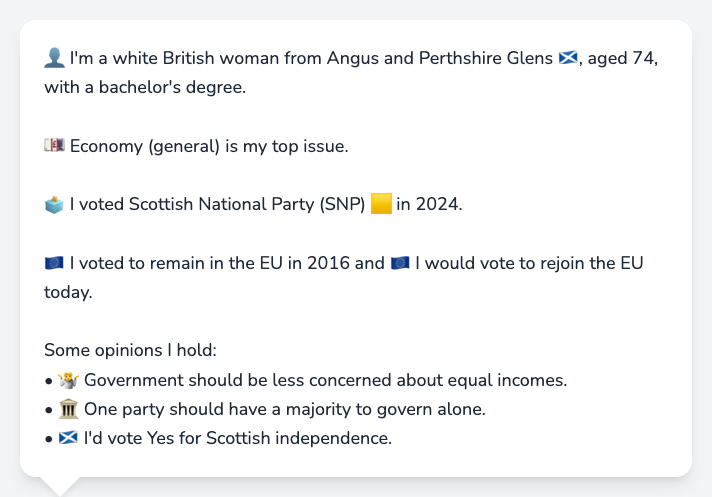 👤 I'm a white British woman from Angus and Perthshire Glens 🏴󠁧󠁢󠁳󠁣󠁴󠁿, aged 74,
with a bachelor's degree.
💷 Economy (general) is my top issue.
🗳️ I voted Scottish National Party (SNP) 🟨 in 2024.
🇪🇺 I voted to remain in the EU in 2016 and 🇪🇺 I would vote to rejoin the EU
today.
Some opinions I hold:
• 🤷 Government should be less concerned about equal incomes.
• 🏛️ One party should have a majority to govern alone.
• 🏴󠁧󠁢󠁳󠁣󠁴󠁿 I'd vote Yes for Scottish independence.